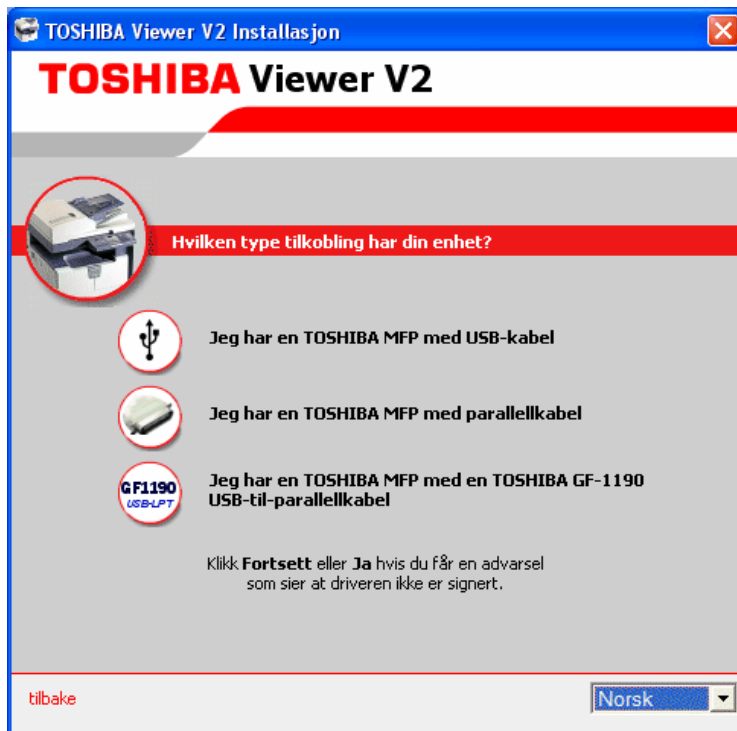 TOSHIBA Viewer V2 Installasjon
TOSHIBA Viewer V2
Hvilken type tilkobling har din enhet?
Jeg har en TOSHIBA MFP med USB-kabel
Jeg har en TOSHIBA MFP med parallellkabel
GF1190
USB-LPT
Jeg har en TOSHIBA MFP med en TOSHIBA GF-1190
USB-til-parallellkabel
Klikk Fortsett eller Ja hvis du får en advarsel
som sier at driveren ikke er signert.
tilbake
Norsk